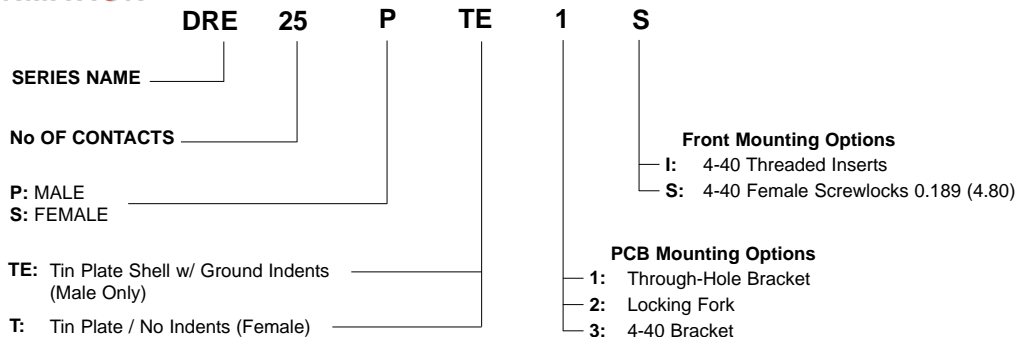 DRE 25 P TE 1 S
SERIES NAME
No OF CONTACTS
P: MALE
S: FEMALE
TE: Tin Plate Shell w/ Ground Indents
(Male Only)
T: Tin Plate / No Indents (Female)
Front Mounting Options
I: 4-40 Threaded Inserts
S: 4-40 Female Screwlocks 0.189 (4.80)
PCB Mounting Options
1: Through-Hole Bracket
2: Locking Fork
3: 4-40 Bracket